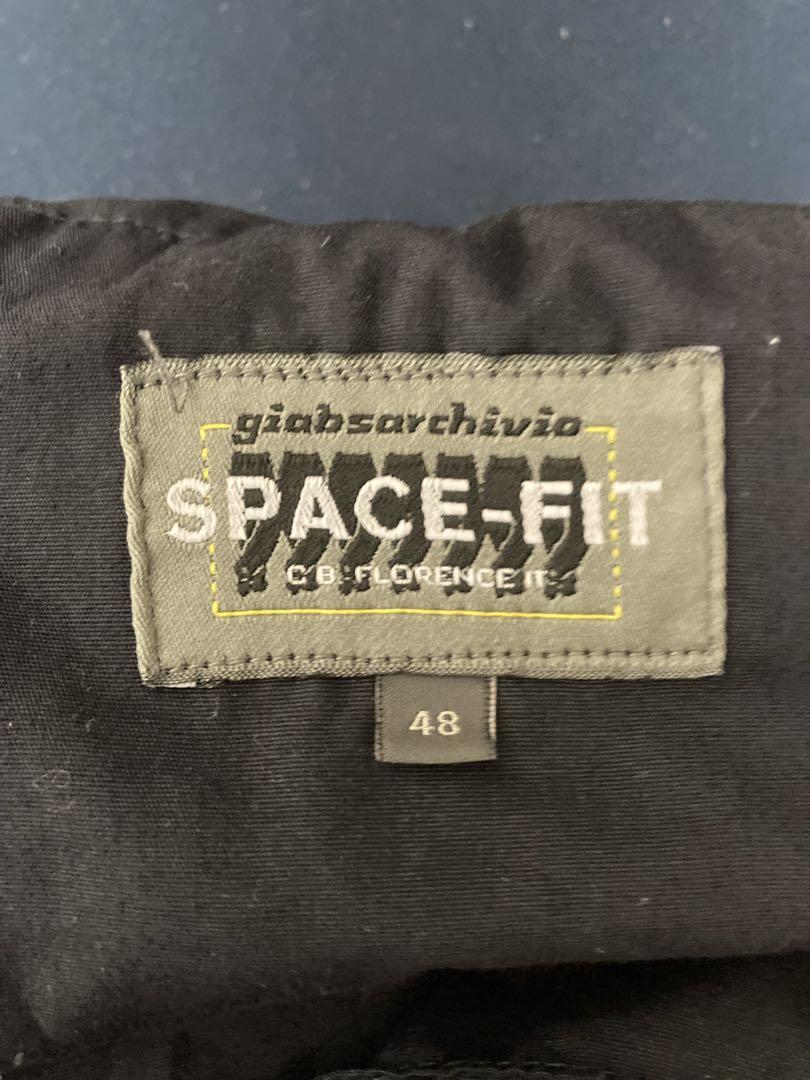 giabsarchivio
SPACE-FIT
C.B. FLORENCE IT
48